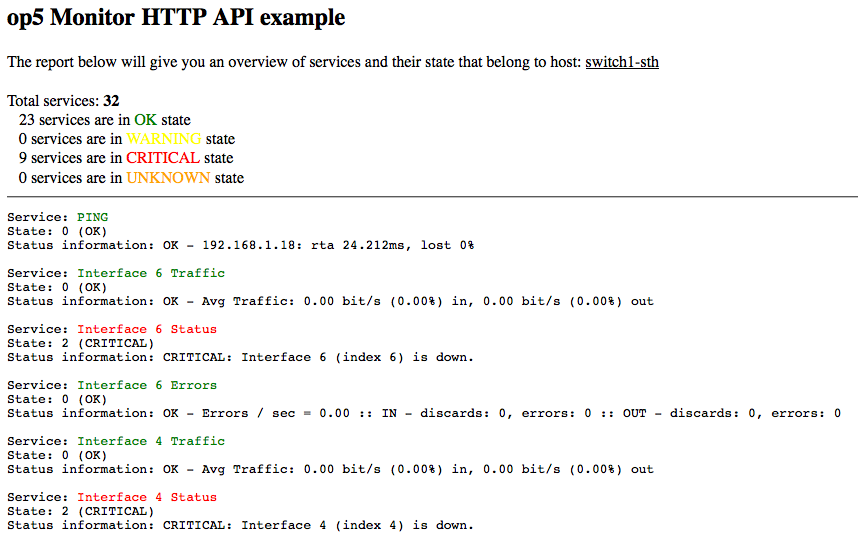 op5 Monitor HTTP API example
The report below will give you an overview of services and their state that belong to host: switch1-sth
Total services: 32
23 services are in OK state
0 services are in WARNING state
9 services are in CRITICAL state
0 services are in UNKNOWN state
Service: PING
State: 0 (OK)
Status information: OK - 192.168.1.18: rta 24.212ms, lost 0%
Service: Interface 6 Traffic
State: 0 (OK)
Status information: OK - Avg Traffic: 0.00 bit/s (0.00%) in, 0.00 bit/s (0.00%) out
Service: Interface 6 Status
State: 2 (CRITICAL)
Status information: CRITICAL: Interface 6 (index 6) is down.
Service: Interface 6 Errors
State: 0 (OK)
Status information: OK - Errors / sec = 0.00 :: IN - discards: 0, errors: 0 :: OUT - discards: 0, errors: 0
Service: Interface 4 Traffic
State: 0 (OK)
Status information: OK - Avg Traffic: 0.00 bit/s (0.00%) in, 0.00 bit/s (0.00%) out
Service: Interface 4 Status
State: 2 (CRITICAL)
Status information: CRITICAL: Interface 4 (index 4) is down.